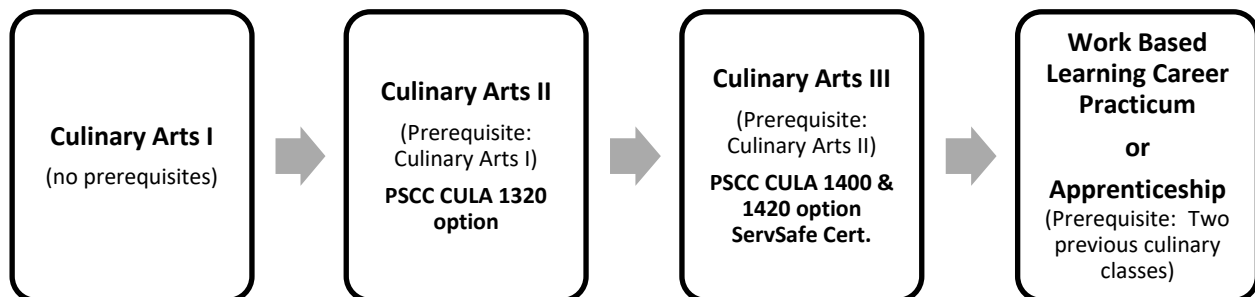 Culinary Arts I
(no prerequisites)
Culinary Arts II
(Prerequisite:
Culinary Arts I)
PSCC CULA 1320
option
Culinary Arts III
(Prerequisite:
Culinary Arts II)
PSCC CULA 1400 &
1420 option
ServSafe Cert.
Work Based
Learning Career
Practicum
or
Apprenticeship
(Prerequisite: Two
previous culinary
classes)